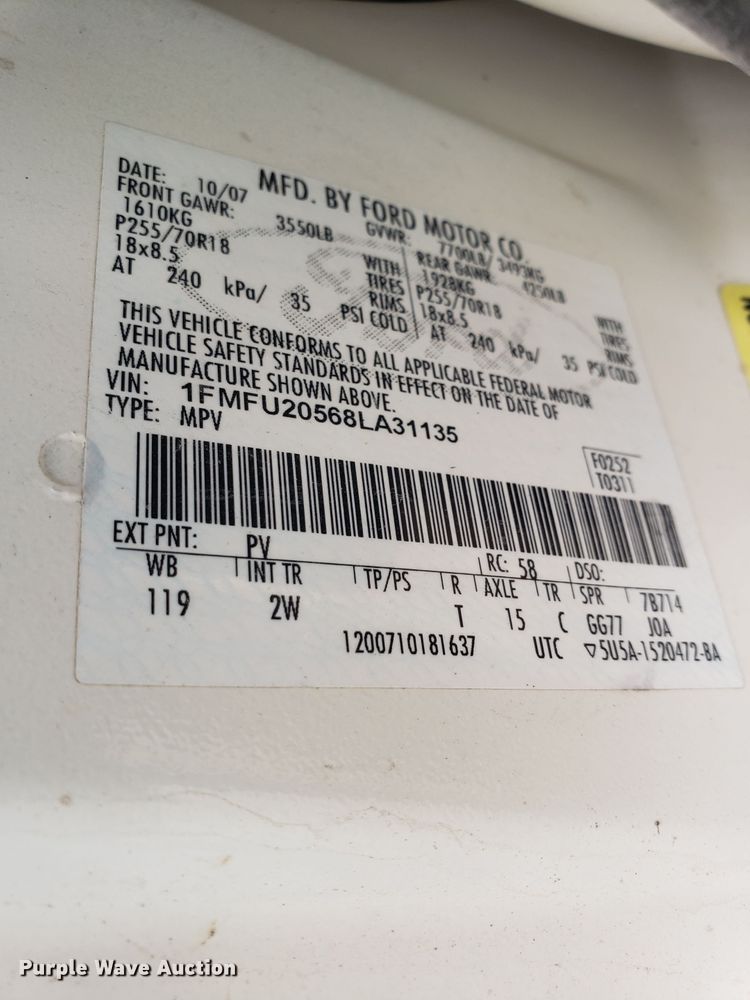 MFD. BY FORD MOTOR CO.
DATE: 10/07 GVWR: 7700LB/ 3493KG
FRONT GAWR: 3550LB REAR GAWR: 4250LB
1610KG WITH 1928KG WITH
P255/70R18 TIRES P255/70R18 TIRES
18x8.5 RIMS 18x8.5 RIMS
AT 240 kPa/ 35 PSI COLD AT 240 kPa/ 35 PSI COLD
THIS VEHICLE CONFORMS TO ALL APPLICABLE FEDERAL MOTOR
VEHICLE SAFETY STANDARDS IN EFFECT ON THE DATE OF
MANUFACTURE SHOWN ABOVE.
VIN: 1FMFU20568LA31135
TYPE: MPV
F0252
T0311
EXT PNT: PV RC: 58 DSO:
WB INT TR TP/PS R AXLE TR SPR 7B714
119 2W T 15 C GG77 JOA
1200710181637 UTC ▽5U5A-1520472-BA
Purple Wave Auction